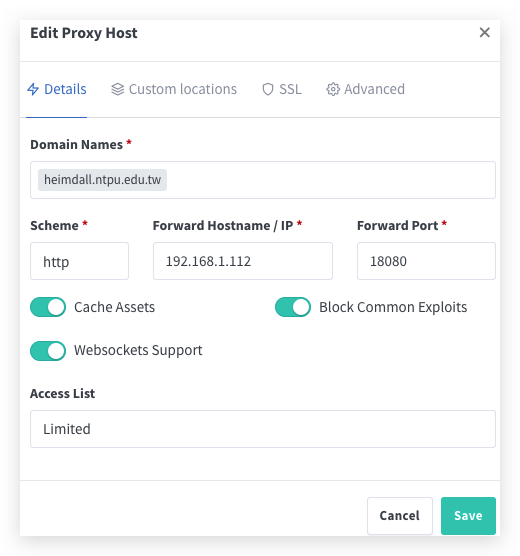 Edit Proxy Host
Details Custom locations SSL Advanced
Domain Names *
heimdall.ntpu.edu.tw
Scheme * Forward Hostname / IP * Forward Port *
http 192.168.1.112 18080
Cache Assets Block Common Exploits
Websockets Support
Access List
Limited
Cancel Save